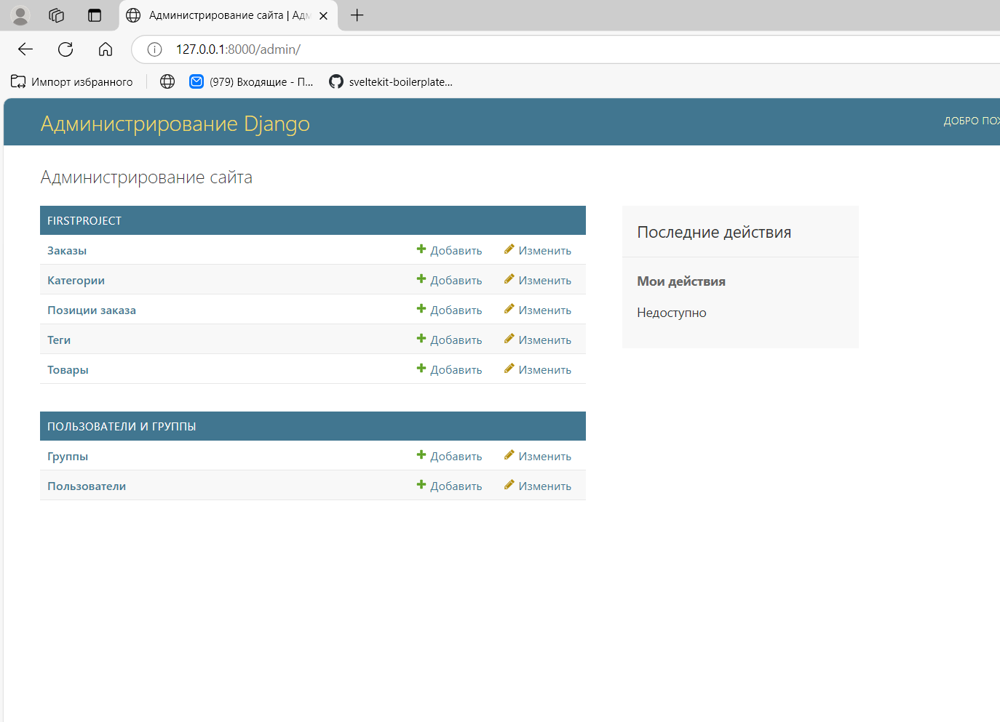 Администрирование сайта | Адм
127.0.0.1:8000/admin/
Импорт избранного (979) Входящие - П... sveltekit-boilerplate...
Администрирование Django ДОБРО ПОЖ
Администрирование сайта
FIRSTPROJECT
Заказы Добавить Изменить
Категории Добавить Изменить
Позиции заказа Добавить Изменить
Теги Добавить Изменить
Товары Добавить Изменить
ПОЛЬЗОВАТЕЛИ И ГРУППЫ
Группы Добавить Изменить
Пользователи Добавить Изменить
Последние действия
Мои действия
Недоступно